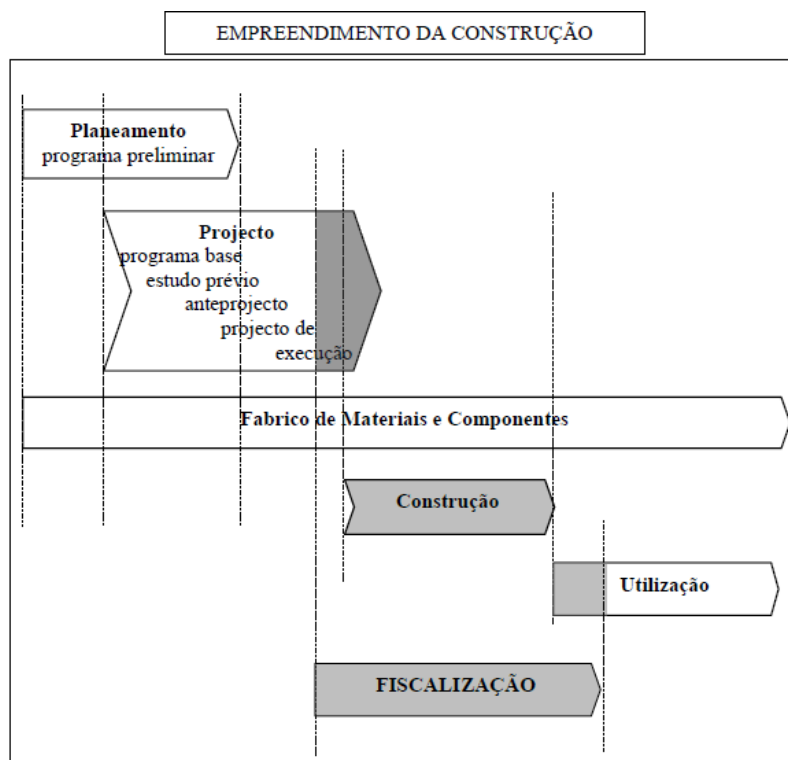 EMPREENDIMENTO DA CONSTRUÇÃO
Planeamento
programa preliminar
Projecto
programa base
estudo prévio
anteprojecto
projecto de
execução
Fabrico de Materiais e Componentes
Construção
Utilização
FISCALIZAÇÃO